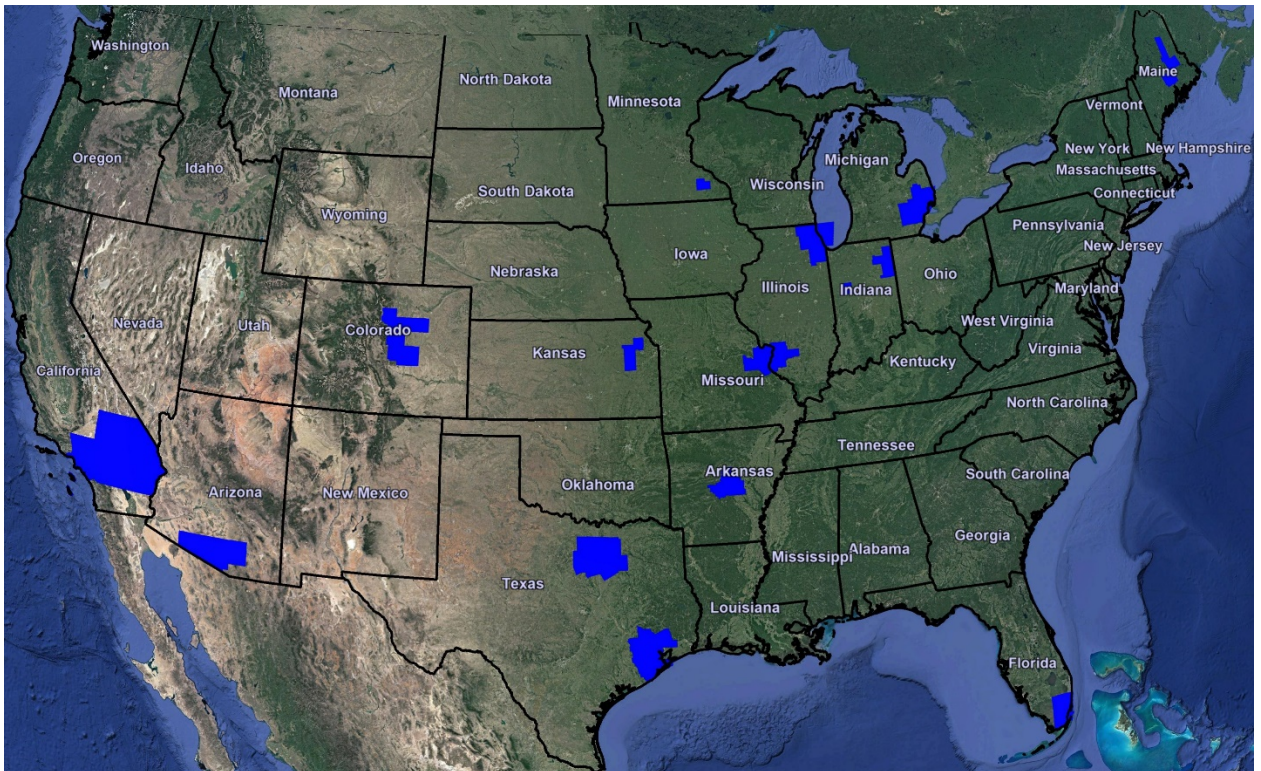 Washington
Montana
North Dakota
Minnesota
Maine
Vermont
Oregon
Idaho
South Dakota
Wisconsin
Michigan
New York
New Hampshire
Massachusetts
Connecticut
Wyoming
Iowa
Pennsylvania
New Jersey
Nebraska
Illinois
Indiana
Ohio
Maryland
Nevada
Utah
Colorado
Kansas
West Virginia
Virginia
California
Missouri
Kentucky
North Carolina
Tennessee
Arizona
New Mexico
Oklahoma
Arkansas
South Carolina
Texas
Mississippi
Alabama
Georgia
Louisiana
Florida